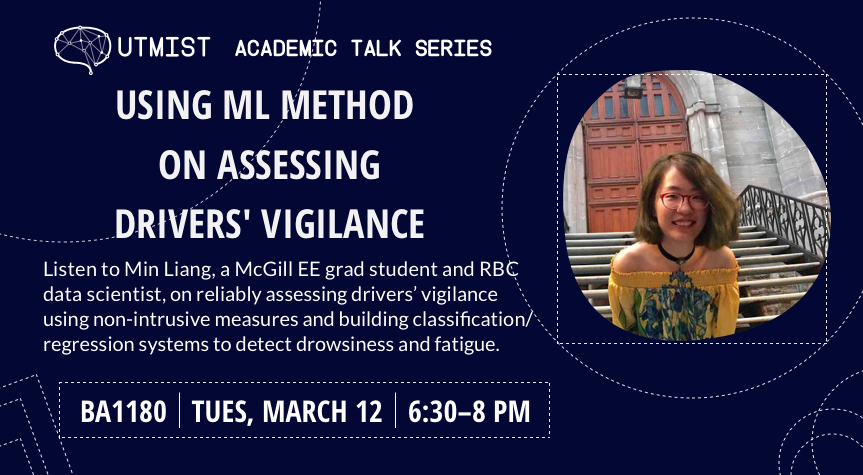 UTMIST ACADEMIC TALK SERIES
USING ML METHOD
ON ASSESSING
DRIVERS' VIGILANCE
Listen to Min Liang, a McGill EE grad student and RBC
data scientist, on reliably assessing drivers’ vigilance
using non-intrusive measures and building classification/
regression systems to detect drowsiness and fatigue.
BA1180 | TUES, MARCH 12 | 6:30–8 PM